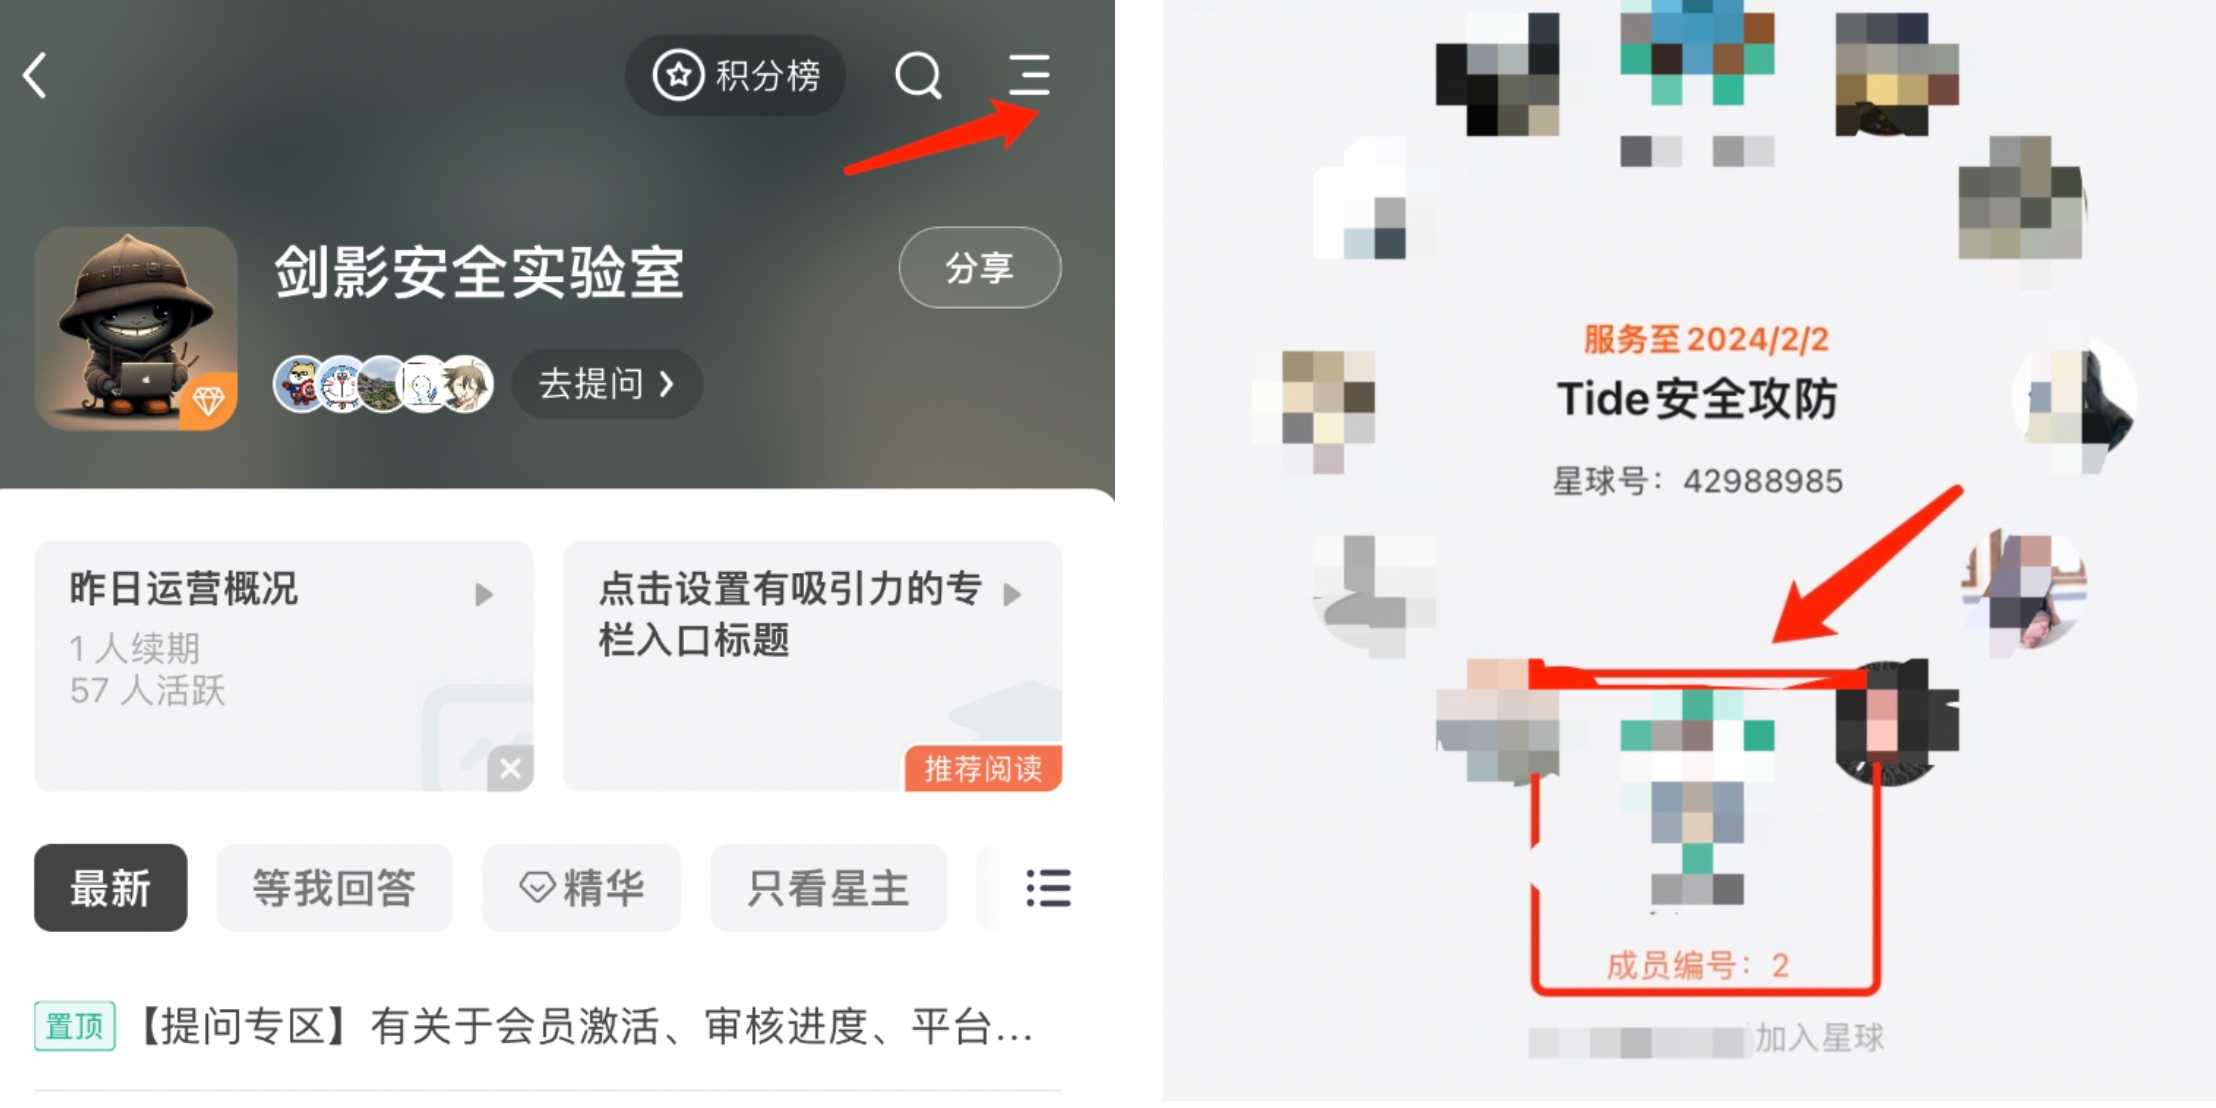 积分榜
剑影安全实验室
分享
去提问
昨日运营概况
1 人续期
57 人活跃
点击设置有吸引力的专
栏入口标题
推荐阅读
最新
等我回答
精华
只看星主
置顶
【提问专区】有关于会员激活、审核进度、平台...
服务至 2024/2/2
Tide安全攻防
星球号：42988985
成员编号：2
加入星球